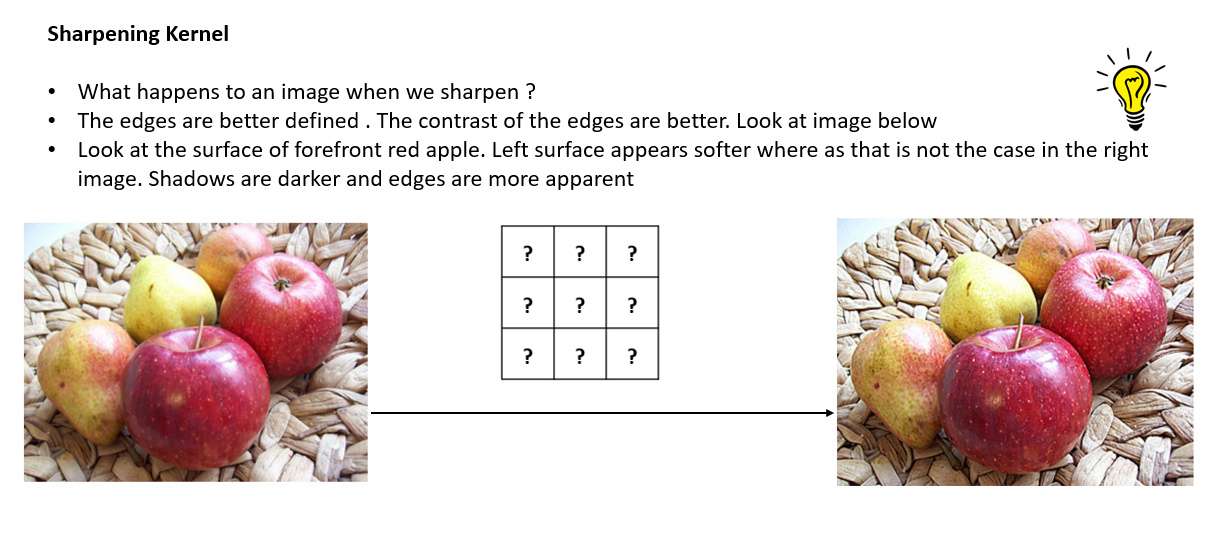 Sharpening Kernel
• What happens to an image when we sharpen ?
• The edges are better defined . The contrast of the edges are better. Look at image below
• Look at the surface of forefront red apple. Left surface appears softer where as that is not the case in the right
image. Shadows are darker and edges are more apparent
? ? ?
? ? ?
? ? ?